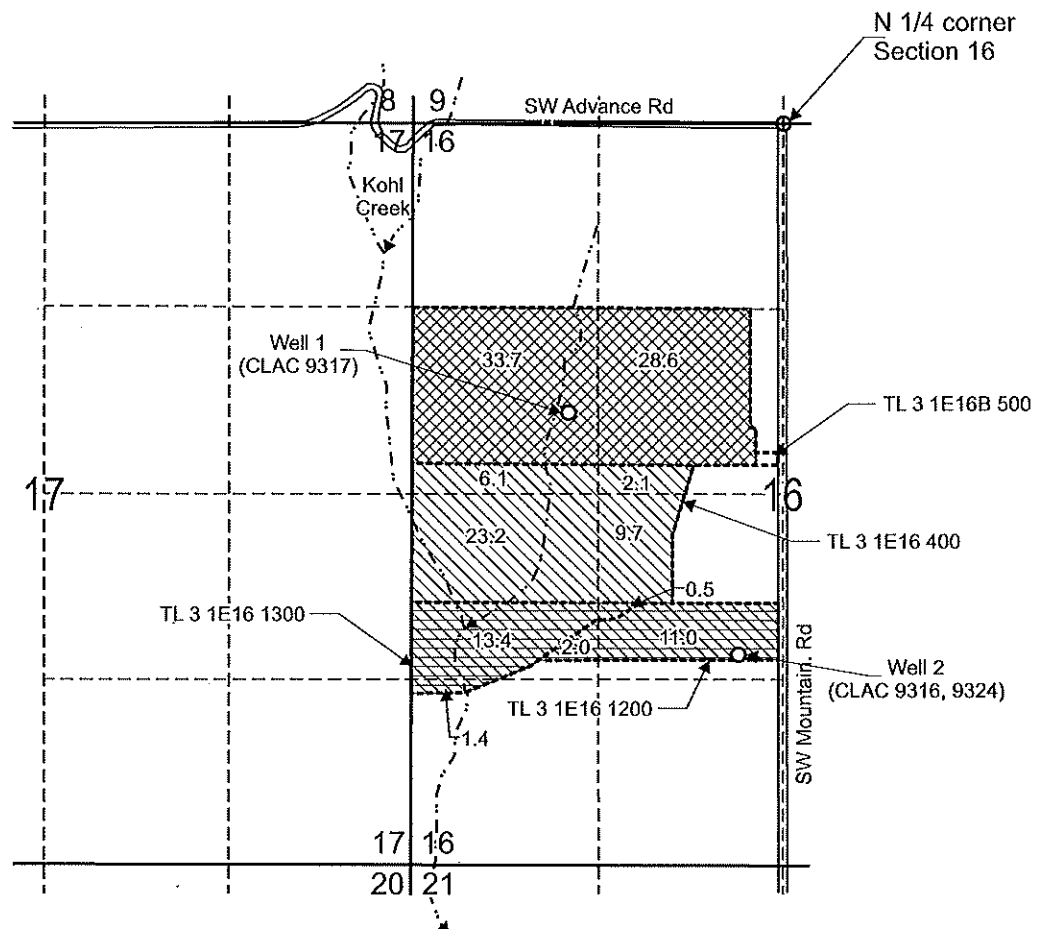 N 1/4 corner
Section 16
8 9
SW Advance Rd
17 16
Kohl
Creek
Well 1
(CLAC 9317)
33.7
28.6
TL 3 1E16B 500
6.1
2.1
17
16
23.2
9.7
TL 3 1E16 400
0.5
TL 3 1E16 1300
13.4
2.0
11.0
Well 2
(CLAC 9316, 9324)
TL 3 1E16 1200
1.4
SW Mountain. Rd
17 16
20 21